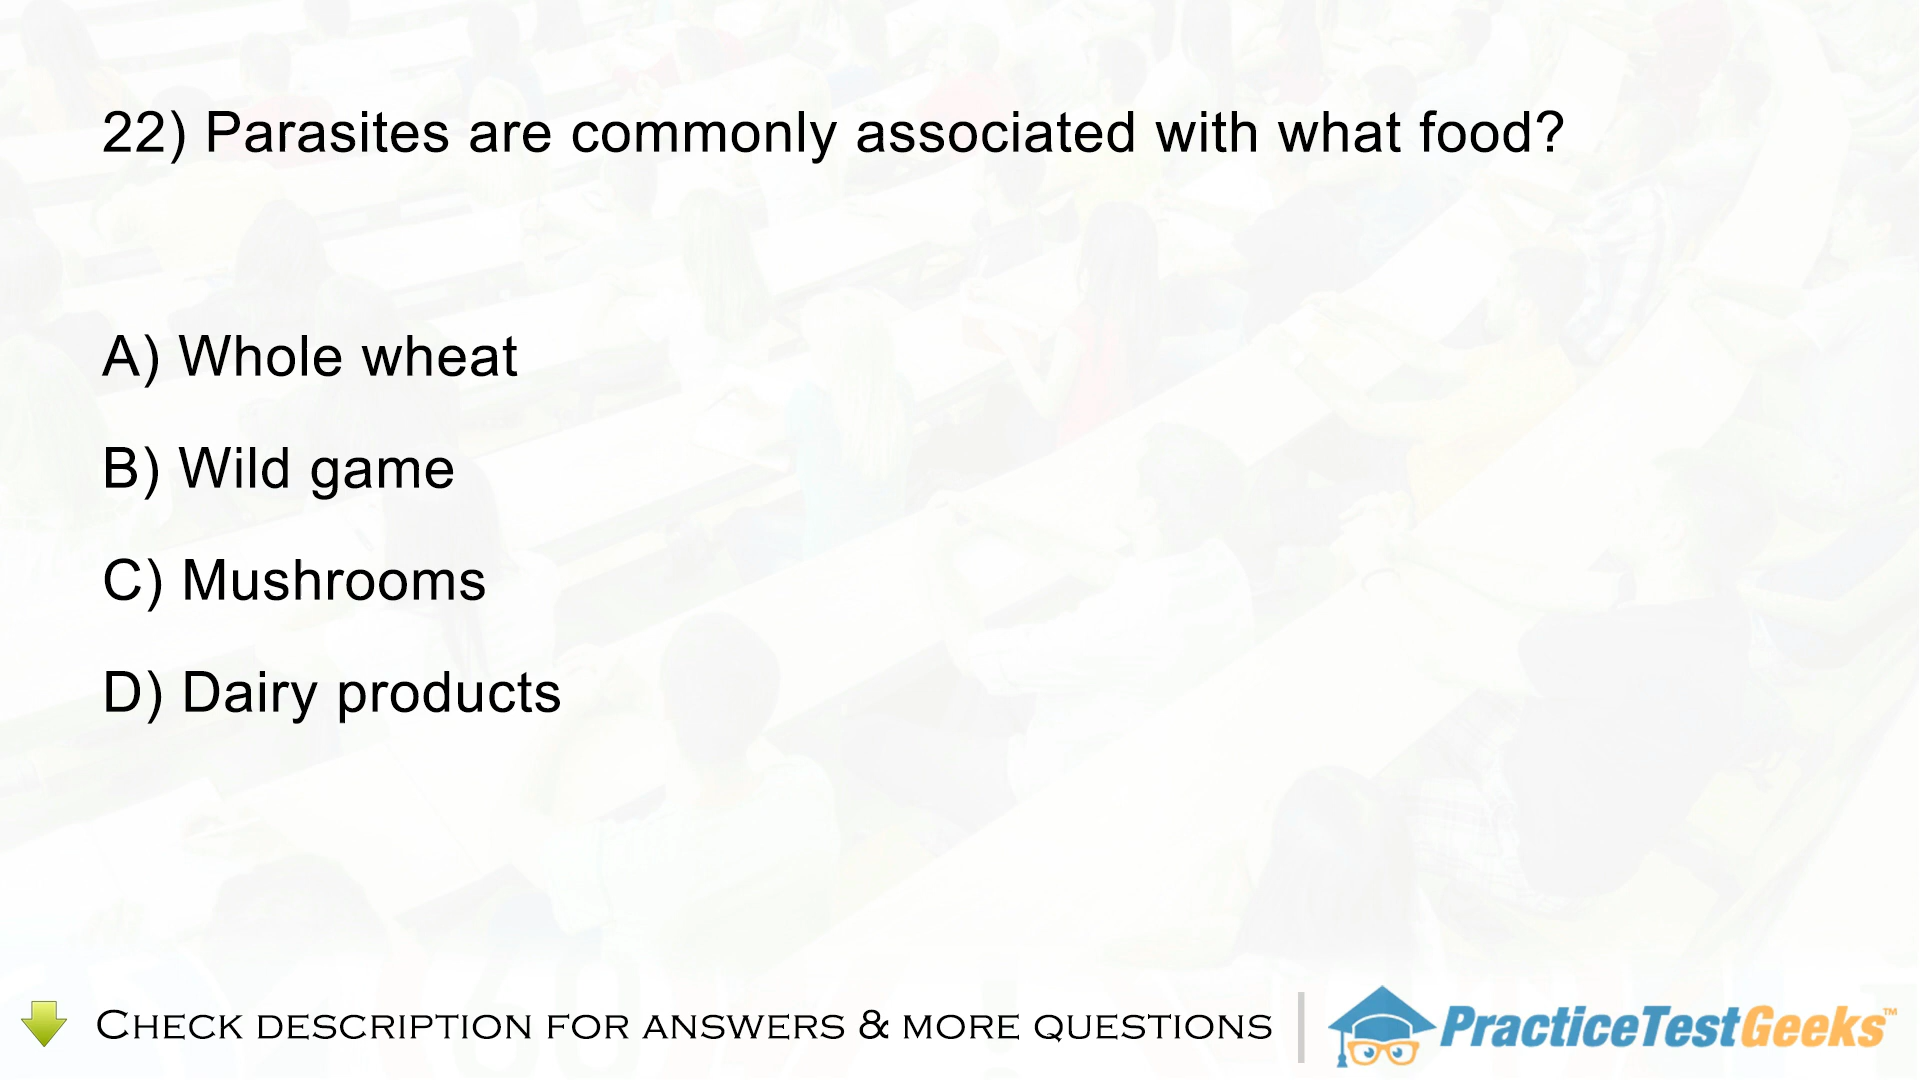 22) Parasites are commonly associated with what food?
A) Whole wheat
B) Wild game
C) Mushrooms
D) Dairy products
CHECK DESCRIPTION FOR ANSWERS & MORE QUESTIONS
PracticeTestGeeks™